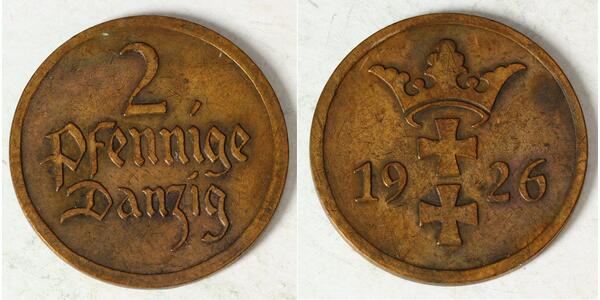 2
Pfennige
Danzig
19 26